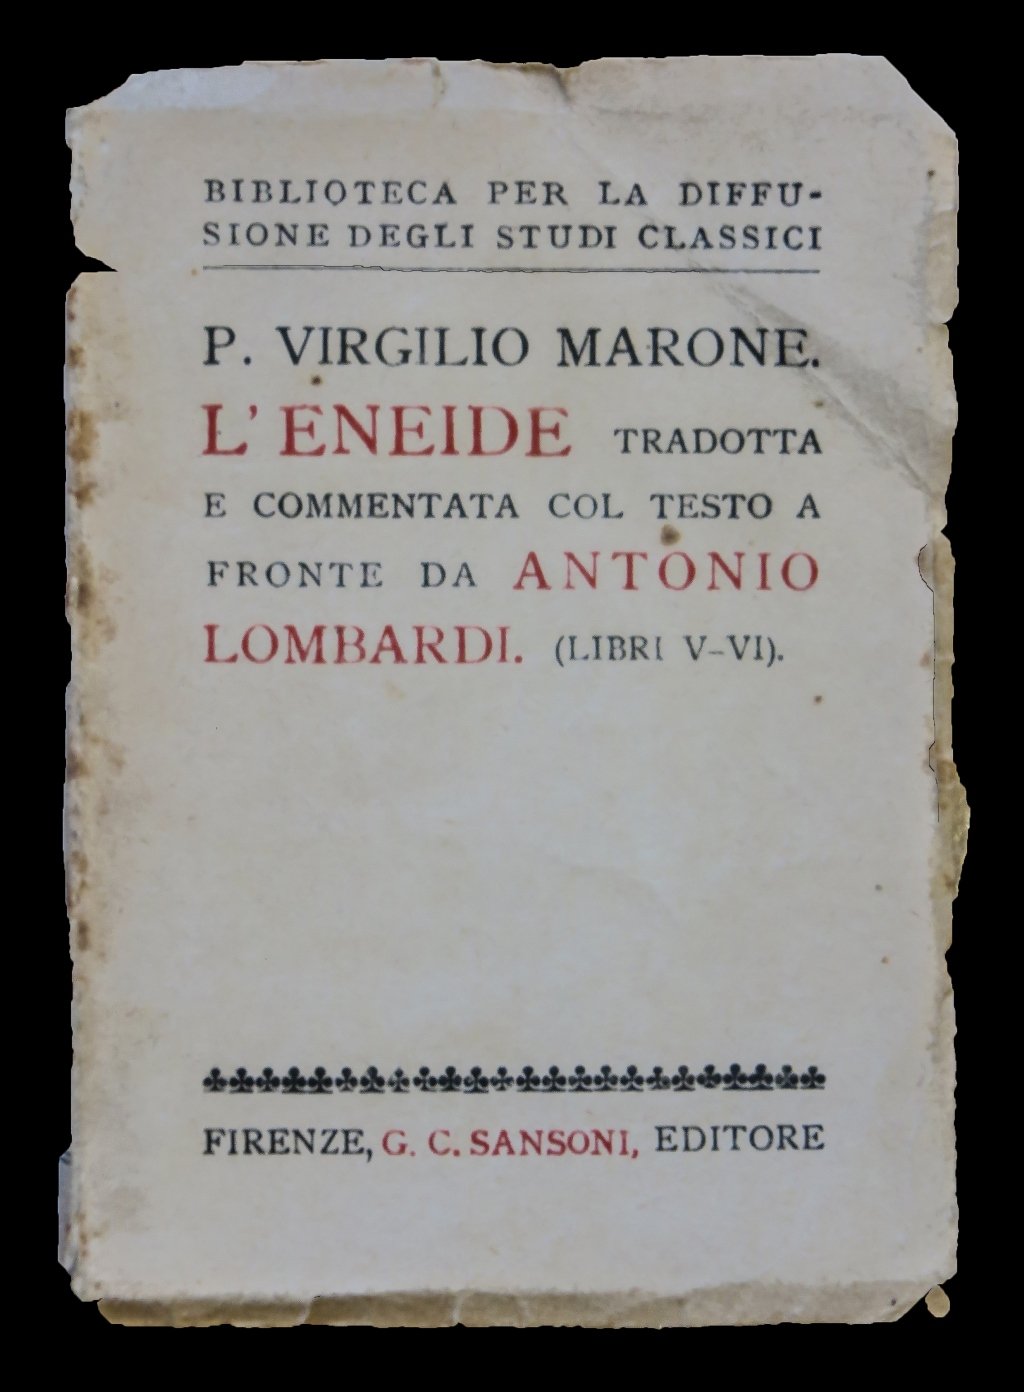 BIBLIOTECA PER LA DIFFU-
SIONE DEGLI STUDI CLASSICI
P. VIRGILIO MARONE.
L' ENEIDE TRADOTTA
E COMMENTATA COL TESTO A
FRONTE DA ANTONIO
LOMBARDI. (LIBRI V-VI).
FIRENZE, G. C. SANSONI, EDITORE